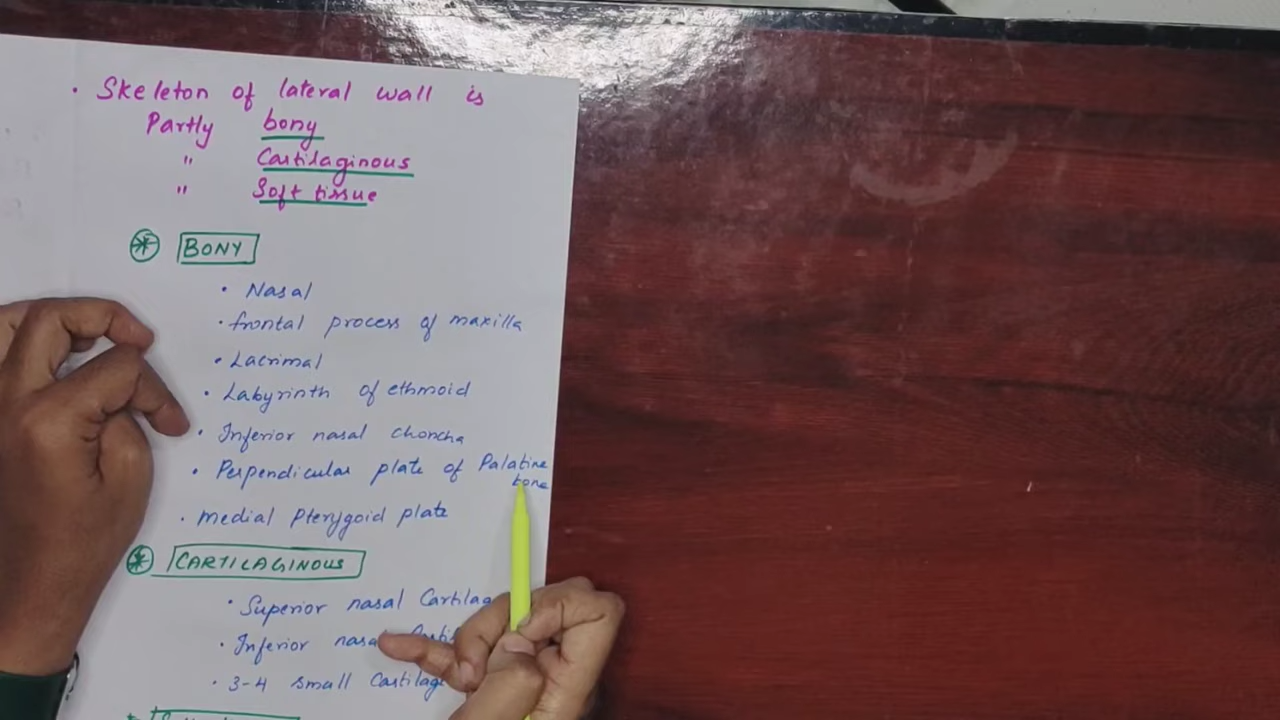 • Skeleton of lateral wall is
Partly bony
" Cartilaginous
" Soft tissue
BONY
• Nasal
• frontal process of maxilla
• Lacrimal
• Labyrinth of ethmoid
• Inferior nasal choncha
• Perpendicular plate of Palatine
bone
• medial Pterygoid plate
CARTILAGINOUS
• Superior nasal
• Inferior
• 3-4 small